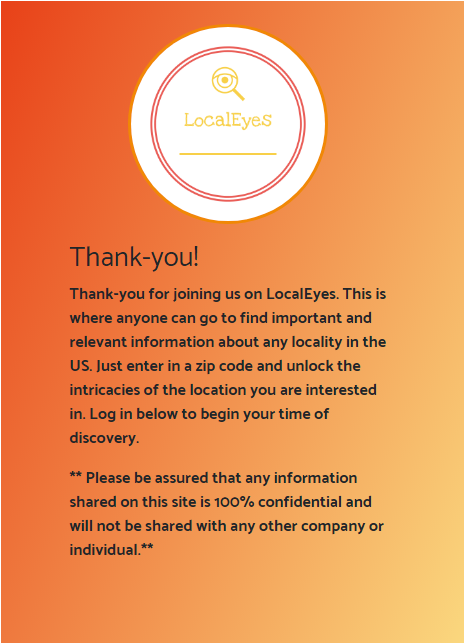 LocalEyes
Thank-you!
Thank-you for joining us on LocalEyes. This is
where anyone can go to find important and
relevant information about any locality in the
US. Just enter in a zip code and unlock the
intricacies of the location you are interested
in. Log in below to begin your time of
discovery.
** Please be assured that any information
shared on this site is 100% confidential and
will not be shared with any other company or
individual.**